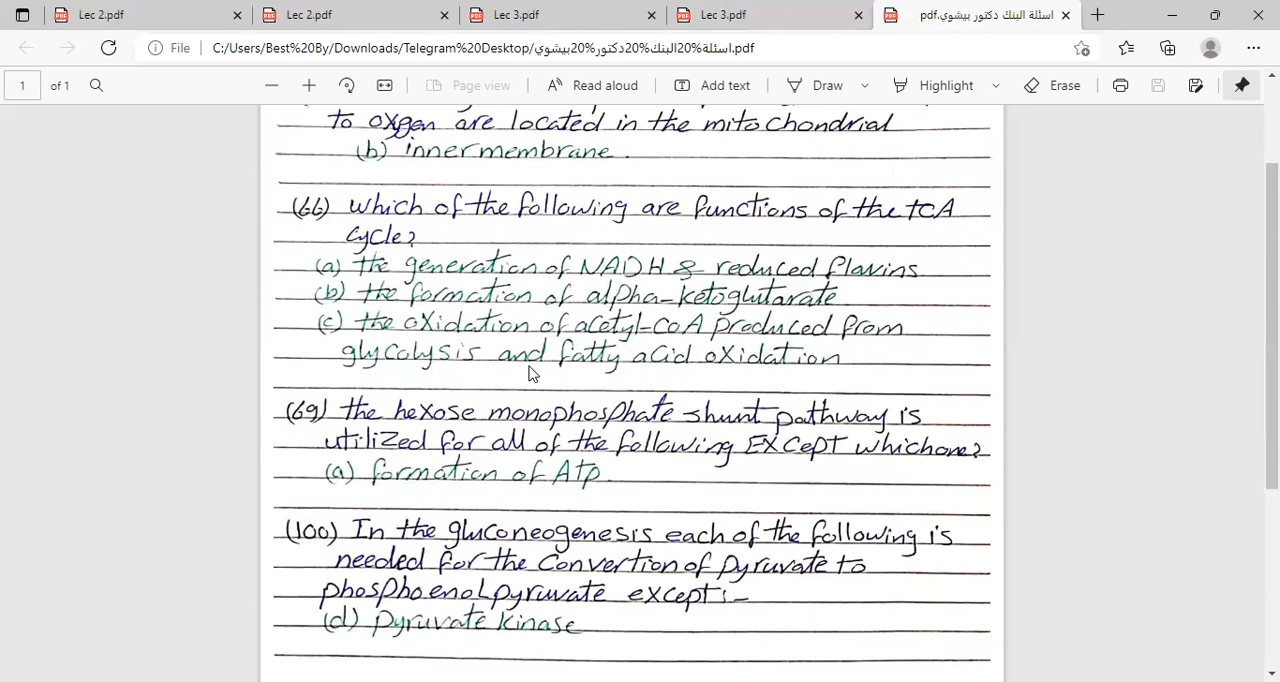 Lec 2.pdf
Lec 2.pdf
Lec 3.pdf
Lec 3.pdf
اسئلة البنك دكتور بيشوي.pdf
File C:/Users/Best%20By/Downloads/Telegram%20Desktop/اسئلة%20البنك%20دكتور%20بيشوي.pdf
1 of 1
Page view
Read aloud
Add text
Draw
Highlight
Erase
to oxgen are located in the mitochondrial
(b) inner membrane.
(66) which of the following are functions of the tCA
cycle?
(a) the generation of NADH & reduced flavins
(b) the formation of alpha-ketoglutarate
(c) the oxidation of acetyl-CoA produced from
glycolysis and fatty acid oxidation
(69) the hexose monophosphate shunt pathway is
utilized for all of the following EXCEPT which one?
(a) formation of Atp.
(100) In the gluconeogenesis each of the following is
needed for the Convertion of pyruvate to
phosphoenolpyruvate except:-
(d) pyruvate kinase